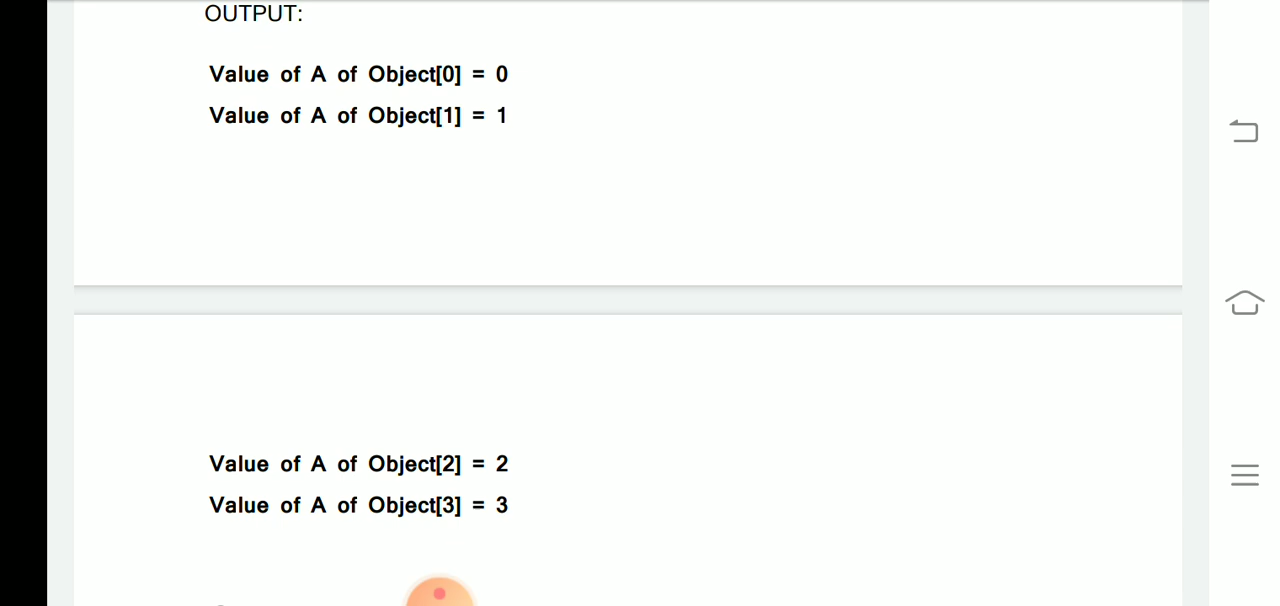 OUTPUT:
Value of A of Object[0] = 0
Value of A of Object[1] = 1
Value of A of Object[2] = 2
Value of A of Object[3] = 3